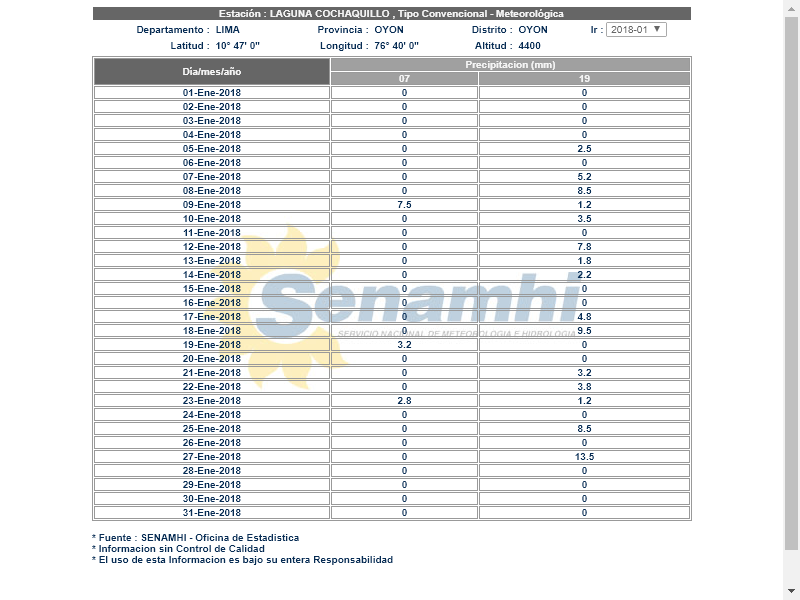 Estación : LAGUNA COCHAQUILLO , Tipo Convencional - Meteorológica
Departamento : LIMA Provincia : OYON Distrito : OYON Ir : 2018-01
Latitud : 10° 47' 0" Longitud : 76° 40' 0" Altitud : 4400
Dia/mes/año Precipitacion (mm)
07 19
01-Ene-2018 0 0
02-Ene-2018 0 0
03-Ene-2018 0 0
04-Ene-2018 0 0
05-Ene-2018 0 2.5
06-Ene-2018 0 0
07-Ene-2018 0 5.2
08-Ene-2018 0 8.5
09-Ene-2018 7.5 1.2
10-Ene-2018 0 3.5
11-Ene-2018 0 0
12-Ene-2018 0 7.8
13-Ene-2018 0 1.8
14-Ene-2018 0 2.2
15-Ene-2018 0 0
16-Ene-2018 0 0
17-Ene-2018 0 4.8
18-Ene-2018 0 9.5
19-Ene-2018 3.2 0
20-Ene-2018 0 0
21-Ene-2018 0 3.2
22-Ene-2018 0 3.8
23-Ene-2018 2.8 1.2
24-Ene-2018 0 0
25-Ene-2018 0 8.5
26-Ene-2018 0 0
27-Ene-2018 0 13.5
28-Ene-2018 0 0
29-Ene-2018 0 0
30-Ene-2018 0 0
31-Ene-2018 0 0
Senamhi
SERVICIO NACIONAL DE METEOROLOGIA E HIDROLOGIA
* Fuente : SENAMHI - Oficina de Estadistica
* Informacion sin Control de Calidad
* El uso de esta Informacion es bajo su entera Responsabilidad